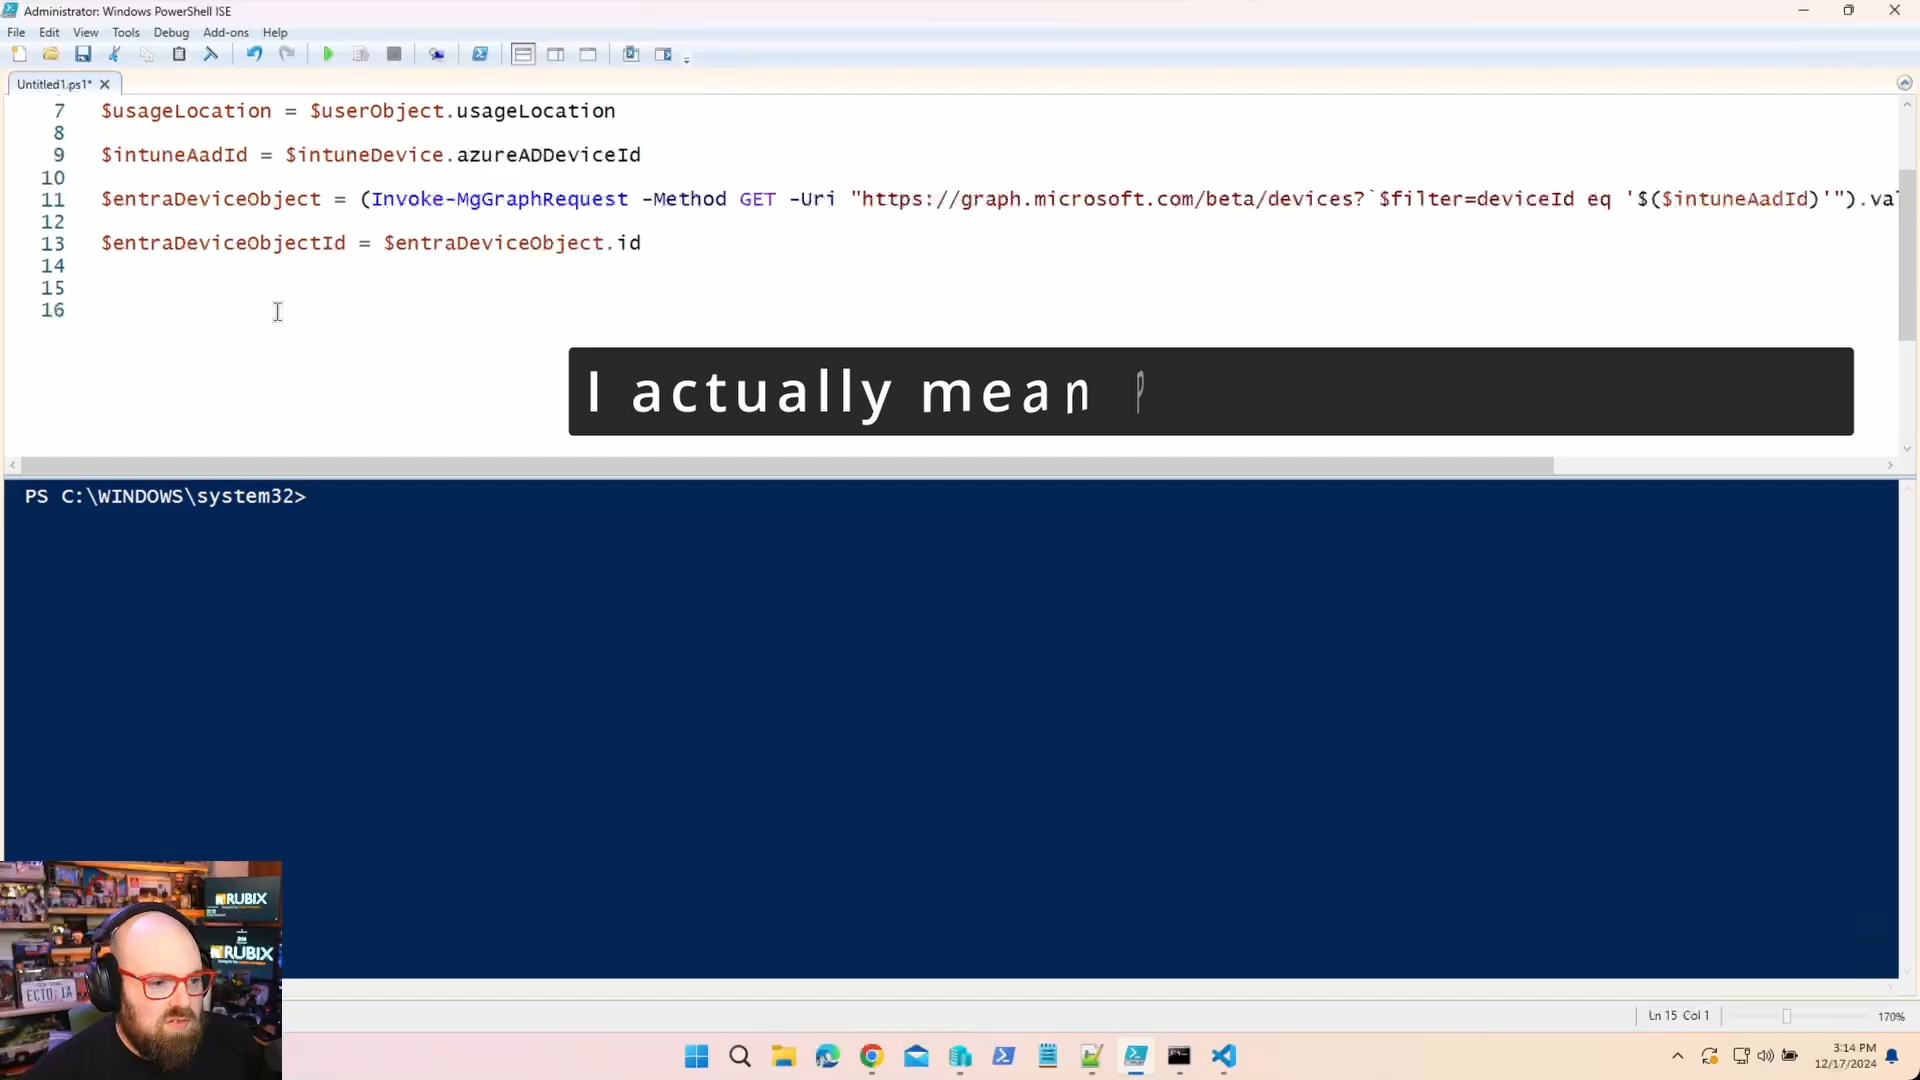 Administrator: Windows PowerShell ISE
File Edit View Tools Debug Add-ons Help
Untitled1.ps1* X
7 $usageLocation = $userObject.usageLocation
8
9 $intuneAadId = $intuneDevice.azureADDeviceId
10
11 $entraDeviceObject = (Invoke-MgGraphRequest -Method GET -Uri "https://graph.microsoft.com/beta/devices?`$filter=deviceId eq '$($intuneAadId)'").va
12
13 $entraDeviceObjectId = $entraDeviceObject.id
14
15
16
I actually mean P
PS C:\WINDOWS\system32>
RUBIX
RUBIX
ECTO-1A
Ln 15 Col 1
170%
3:14 PM
12/17/2024